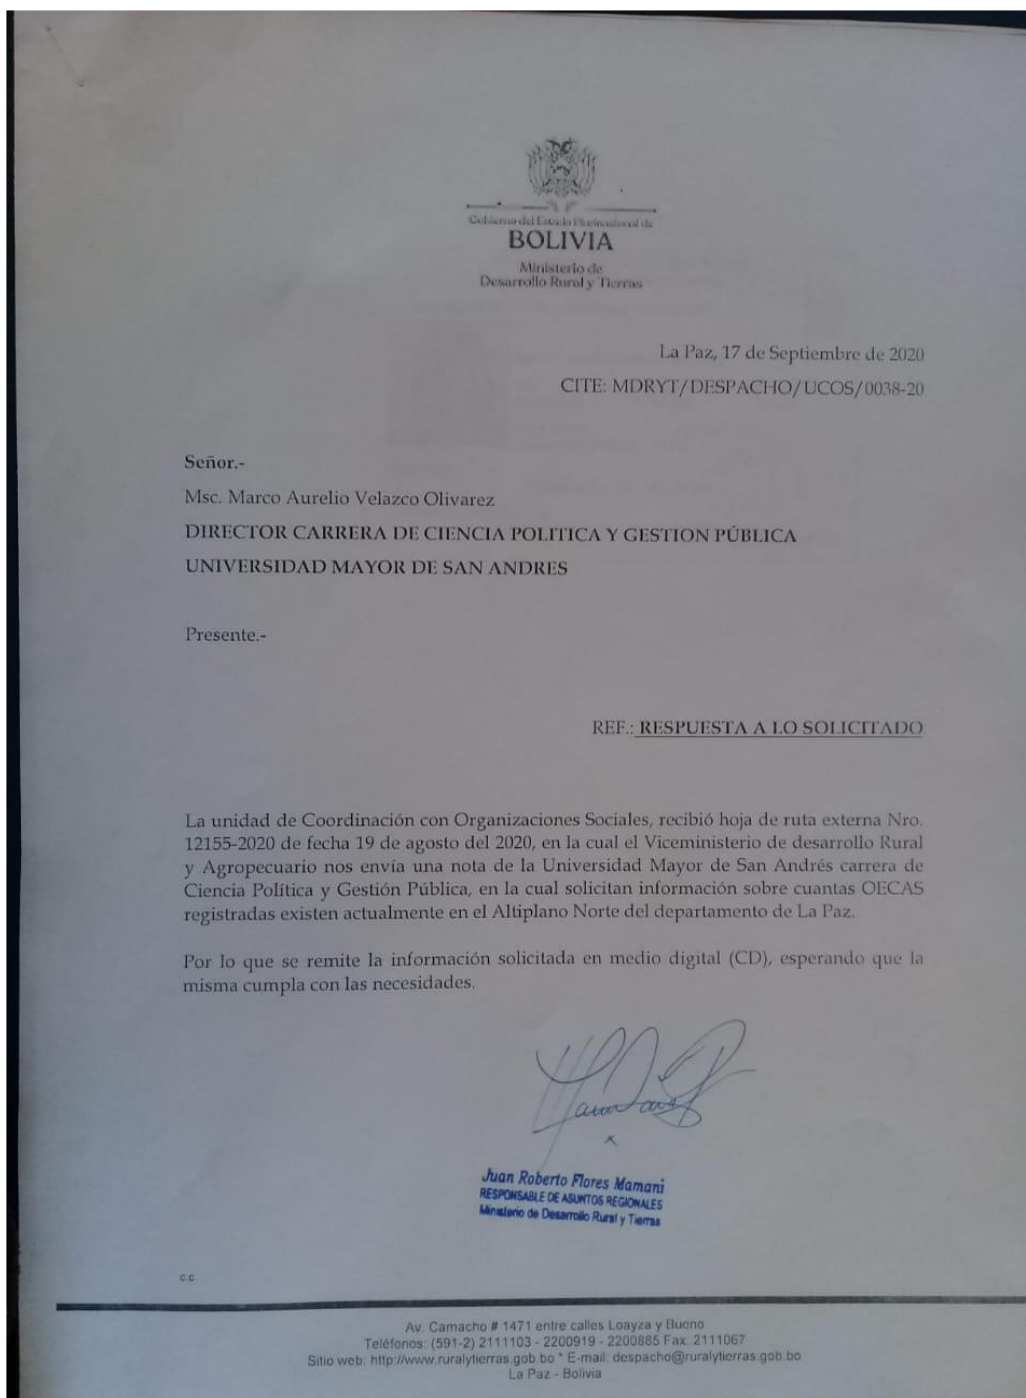 Gobierno del Estado Plurinacional de
BOLIVIA
Ministerio de
Desarrollo Rural y Tierras
La Paz, 17 de Septiembre de 2020
CITE: MDRYT/DESPACHO/UCOS/0038-20
Señor.-
Msc. Marco Aurelio Velazco Olivarez
DIRECTOR CARRERA DE CIENCIA POLITICA Y GESTION PÚBLICA
UNIVERSIDAD MAYOR DE SAN ANDRES
Presente.-
REF.: RESPUESTA A LO SOLICITADO
La unidad de Coordinación con Organizaciones Sociales, recibió hoja de ruta externa Nro.
12155-2020 de fecha 19 de agosto del 2020, en la cual el Viceministerio de desarrollo Rural
y Agropecuario nos envía una nota de la Universidad Mayor de San Andrés carrera de
Ciencia Política y Gestión Pública, en la cual solicitan información sobre cuantas OECAS
registradas existen actualmente en el Altiplano Norte del departamento de La Paz.
Por lo que se remite la información solicitada en medio digital (CD), esperando que la
misma cumpla con las necesidades.
Juan Roberto Flores Mamani
RESPONSABLE DE ASUNTOS REGIONALES
Ministerio de Desarrollo Rural y Tierras
c.c.
Av. Camacho # 1471 entre calles Loayza y Bueno
Teléfonos: (591-2) 2111103 - 2200919 - 2200885 Fax: 2111067
Sitio web: http://www.ruralytierras.gob.bo * E-mail: despacho@ruralytierras.gob.bo
La Paz - Bolivia